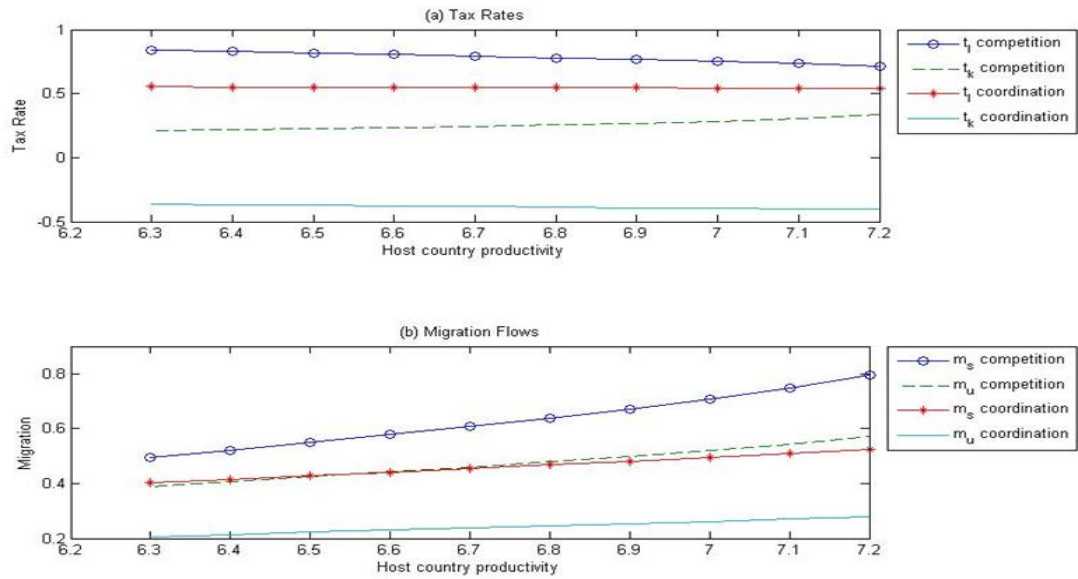 (a) Tax Rates
1
0.5
0
-0.5
Tax Rate
6.2 6.3 6.4 6.5 6.6 6.7 6.8 6.9 7 7.1 7.2
Host country productivity
t_l competition
t_k competition
t_l coordination
t_k coordination
(b) Migration Flows
0.8
0.6
0.4
0.2
Migration
6.2 6.3 6.4 6.5 6.6 6.7 6.8 6.9 7 7.1 7.2
Host country productivity
m_s competition
m_u competition
m_s coordination
m_u coordination